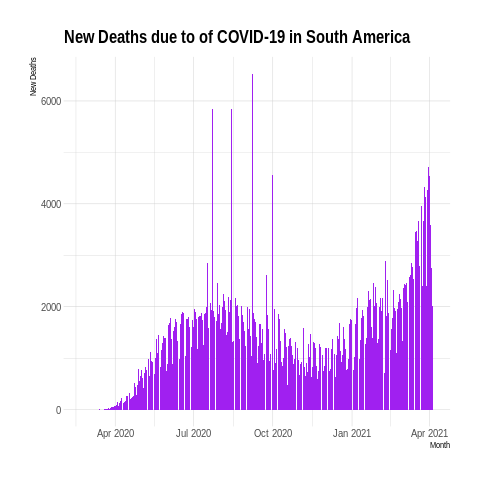 New Deaths due to of COVID-19 in South America
New Deaths
6000
4000
2000
0
Apr 2020
Jul 2020
Oct 2020
Jan 2021
Apr 2021
Month